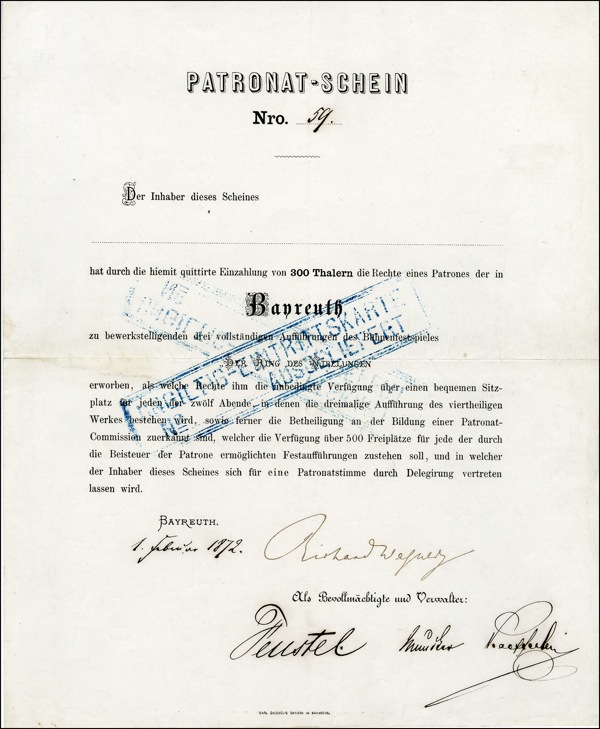 PATRONAT-SCHEIN
Nro. 59.
Der Inhaber dieses Scheines
hat durch die hiemit quittirte Einzahlung von 300 Thalern die Rechte eines Patrones der in
Bayreuth,
zu bewerkstelligenden drei vollständigen Aufführungen des Bühnenfestspieles
DER RING DES NIBELUNGEN
erworben, als welche Rechte ihm die unbedingte Verfügung über einen bequemen Sitz-
platz für jeden der zwölf Abende, in denen die dreimalige Aufführung des viertheiligen
Werkes bestehen wird, sowie ferner die Betheiligung an der Bildung einer Patronat-
Commission zuerkannt sind, welcher die Verfügung über 500 Freiplätze für jede der durch
die Beisteuer der Patrone ermöglichten Festaufführungen zustehen soll, und in welcher
der Inhaber dieses Scheines sich für eine Patronatstimme durch Delegirung vertreten
lassen wird.
EINTRITTSKARTE
AUSGELIEFERT
No
BAYREUTH.
1. Februar 1872.
Richard Wagner
Als Bevollmächtigte und Verwalter:
Feustel
Muncker